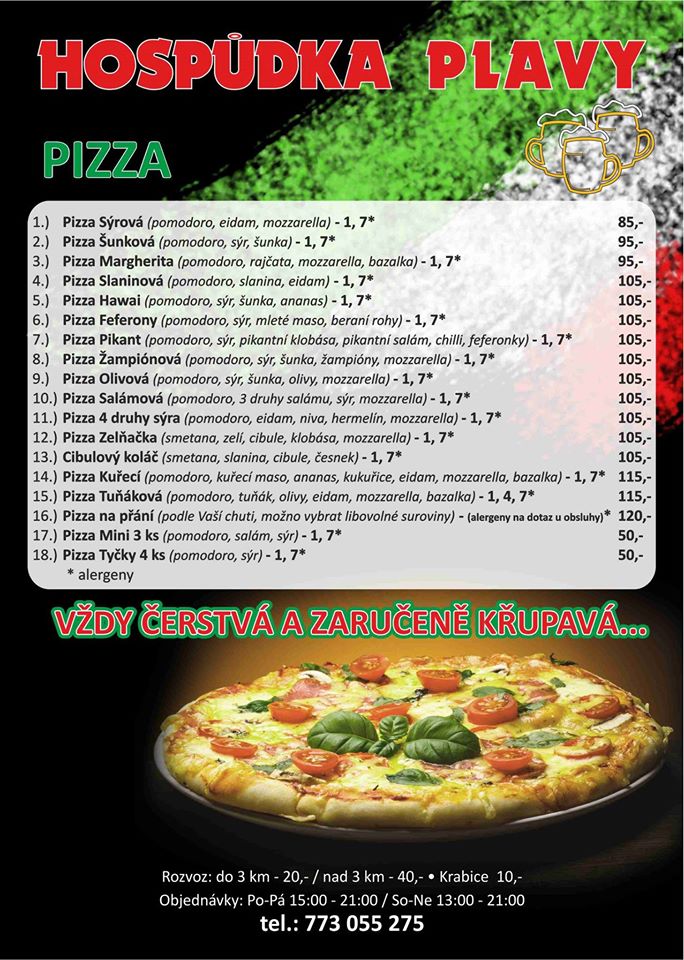 HOSPŮDKA PLAVY
PIZZA
1.) Pizza Sýrová (pomodoro, eidam, mozzarella) - 1, 7* 85,-
2.) Pizza Šunková (pomodoro, sýr, šunka) - 1, 7* 95,-
3.) Pizza Margherita (pomodoro, rajčata, mozzarella, bazalka) - 1, 7* 95,-
4.) Pizza Slaninová (pomodoro, slanina, eidam) - 1, 7* 105,-
5.) Pizza Hawai (pomodoro, sýr, šunka, ananas) - 1, 7* 105,-
6.) Pizza Feferony (pomodoro, sýr, mleté maso, beraní rohy) - 1, 7* 105,-
7.) Pizza Pikant (pomodoro, sýr, pikantní klobása, pikantní salám, chilli, feferonky) - 1, 7* 105,-
8.) Pizza Žampiónová (pomodoro, sýr, šunka, žampióny, mozzarella) - 1, 7* 105,-
9.) Pizza Olivová (pomodoro, sýr, šunka, olivy, mozzarella) - 1, 7* 105,-
10.) Pizza Salámová (pomodoro, 3 druhy salámu, sýr, mozzarella) - 1, 7* 105,-
11.) Pizza 4 druhy sýra (pomodoro, eidam, niva, hermelín, mozzarella) - 1, 7* 105,-
12.) Pizza Zelňačka (smetana, zelí, cibule, klobása, mozzarella) - 1, 7* 105,-
13.) Cibulový koláč (smetana, slanina, cibule, česnek) - 1, 7* 105,-
14.) Pizza Kuřecí (pomodoro, kuřecí maso, ananas, kukuřice, eidam, mozzarella, bazalka) - 1, 7* 115,-
15.) Pizza Tuňáková (pomodoro, tuňák, olivy, eidam, mozzarella, bazalka) - 1, 4, 7* 115,-
16.) Pizza na přání (podle Vaší chuti, možno vybrat libovolné suroviny) - (alergeny na dotaz u obsluhy)* 120,-
17.) Pizza Mini 3 ks (pomodoro, salám, sýr) - 1, 7* 50,-
18.) Pizza Tyčky 4 ks (pomodoro, sýr) - 1, 7* 50,-
* alergeny
VŽDY ČERSTVÁ A ZARUČENĚ KŘUPAVÁ...
Rozvoz: do 3 km - 20,- / nad 3 km - 40,- • Krabice 10,-
Objednávky: Po-Pá 15:00 - 21:00 / So-Ne 13:00 - 21:00
tel.: 773 055 275